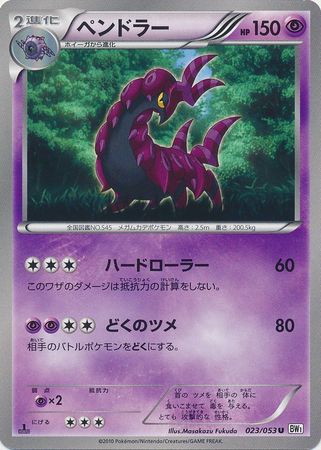 2進化 ペンドラー HP150
ホイーガから進化
全国図鑑NO.545 メガムカデポケモン 高さ:2.5m 重さ:200.5kg
ハードローラー 60
このワザのダメージは抵抗力の計算をしない。
どくのツメ 80
相手のバトルポケモンをどくにする。
弱点 抵抗力
×2
にげる
首の ツメを 相手の 体に
食い込ませて 毒を 与える。
とても 攻撃的な 性格。
Illus.Masakazu Fukuda 023/053 U BW1
©2010 Pokémon/Nintendo/Creatures/GAME FREAK.